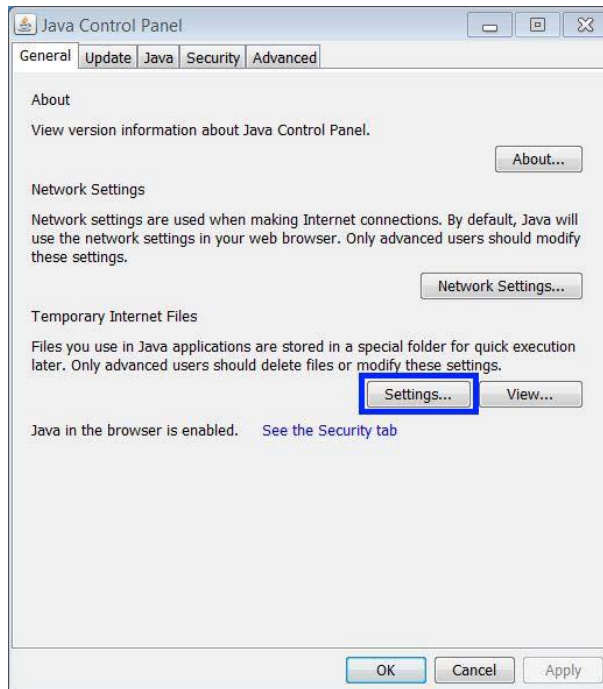 Java Control Panel
General Update Java Security Advanced
About
View version information about Java Control Panel.
About...
Network Settings
Network settings are used when making Internet connections. By default, Java will
use the network settings in your web browser. Only advanced users should modify
these settings.
Network Settings...
Temporary Internet Files
Files you use in Java applications are stored in a special folder for quick execution
later. Only advanced users should delete files or modify these settings.
Settings... View...
Java in the browser is enabled. See the Security tab
OK Cancel Apply